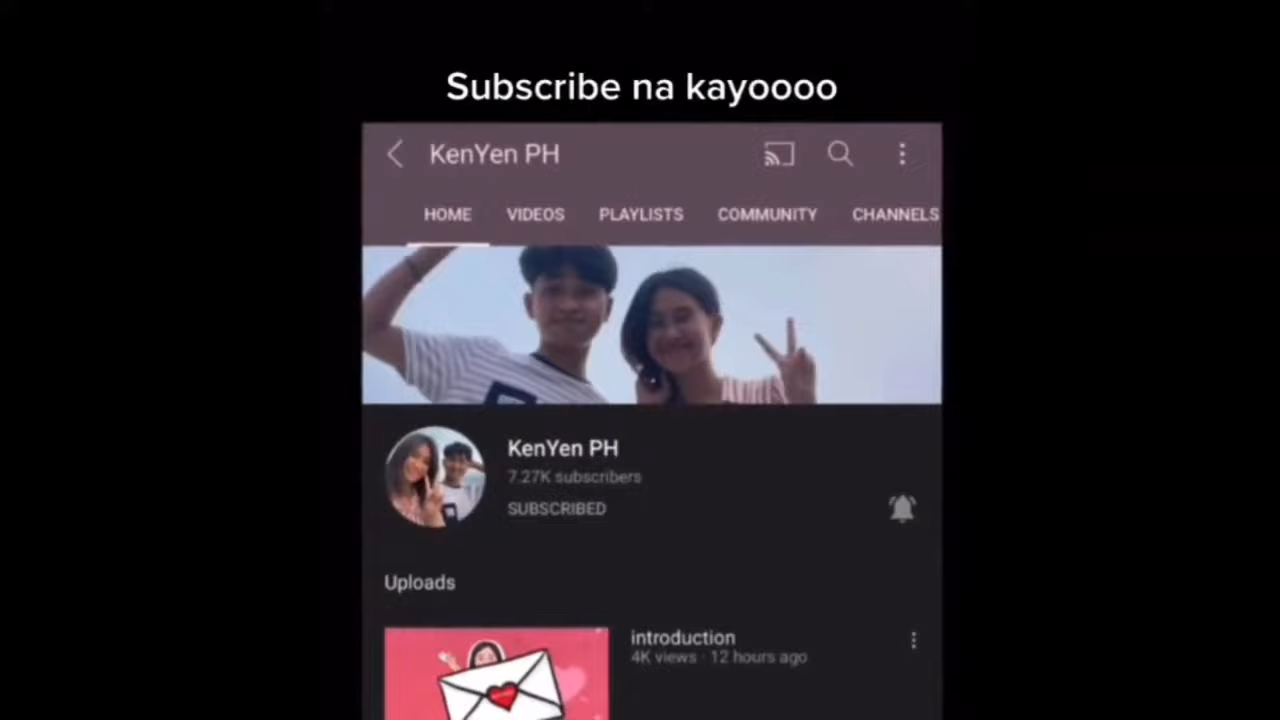 Subscribe na kayoooo
KenYen PH
HOME VIDEOS PLAYLISTS COMMUNITY CHANNELS
KenYen PH
7.27K subscribers
SUBSCRIBED
Uploads
introduction
4K views · 12 hours ago